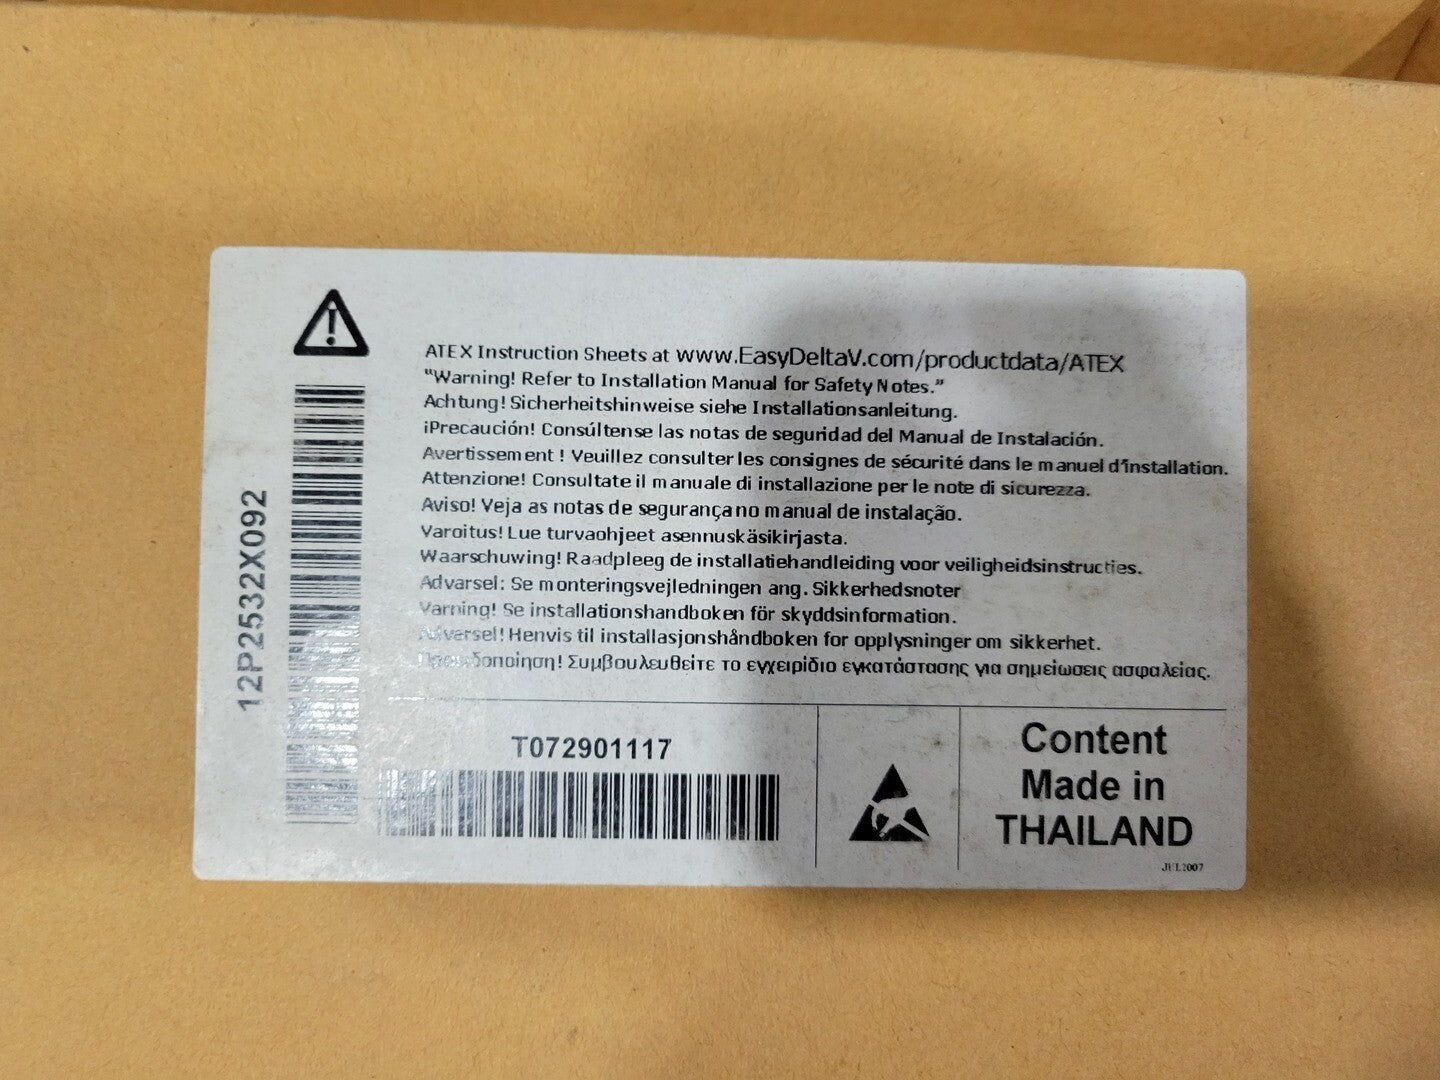 ATEX Instruction Sheets at www.EasyDeltaV.com/productdata/ATEX
"Warning! Refer to Installation Manual for Safety Notes."
Achtung! Sicherheitshinweise siehe Installationsanleitung.
¡Precaución! Consúltense las notas de seguridad del Manual de Instalación.
Avertissement ! Veuillez consulter les consignes de sécurité dans le manuel d'installation.
Attenzione! Consultate il manuale di installazione per le note di sicurezza.
Aviso! Veja as notas de segurança no manual de instalação.
Varoitus! Lue turvaohjeet asennuskäsikirjasta.
Waarschuwing! Raadpleeg de installatiehandleiding voor veiligheidsinstructies.
Advarsel: Se monteringsvejledningen ang. Sikkerhedsnoter
Varning! Se installationshandboken för skyddsinformation.
Henvis til installasjonshåndboken for opplysninger om sikkerhet.
Συμβουλευθείτε το εγχειρίδιο εγκατάστασης για σημειώσεις ασφαλείας.
12P2532X092
T072901117
Content
Made in
THAILAND
JUL2007